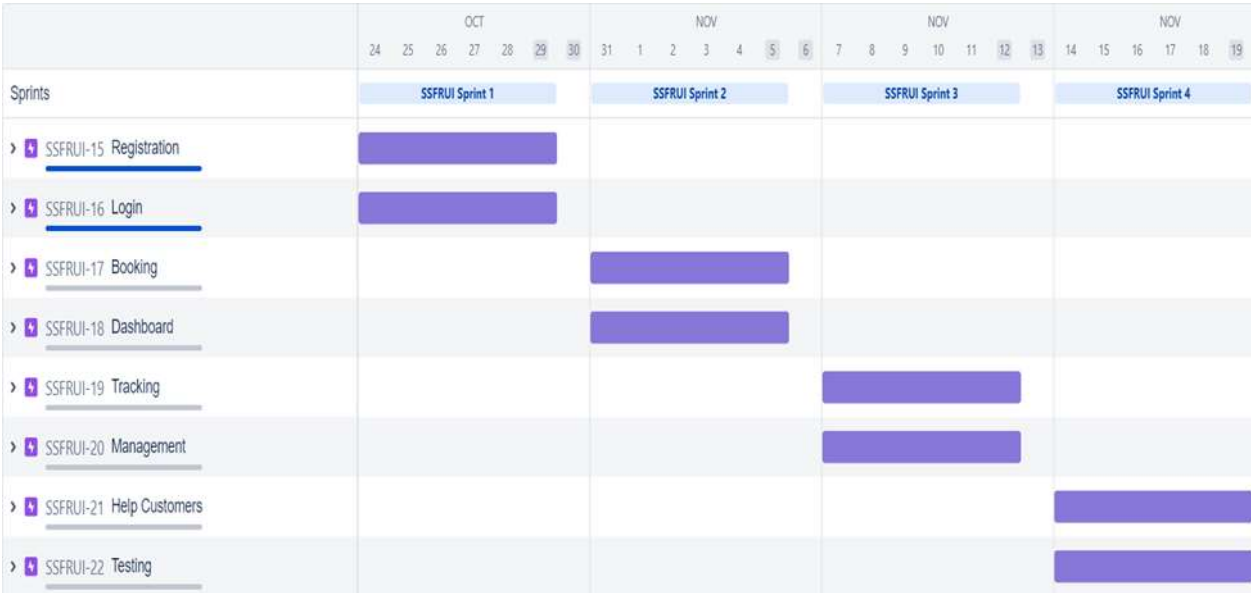 OCT NOV NOV NOV
24 25 26 27 28 29 30 31 1 2 3 4 5 6 7 8 9 10 11 12 13 14 15 16 17 18 19
Sprints SSFRUI Sprint 1 SSFRUI Sprint 2 SSFRUI Sprint 3 SSFRUI Sprint 4
SSFRUI-15 Registration
SSFRUI-16 Login
SSFRUI-17 Booking
SSFRUI-18 Dashboard
SSFRUI-19 Tracking
SSFRUI-20 Management
SSFRUI-21 Help Customers
SSFRUI-22 Testing